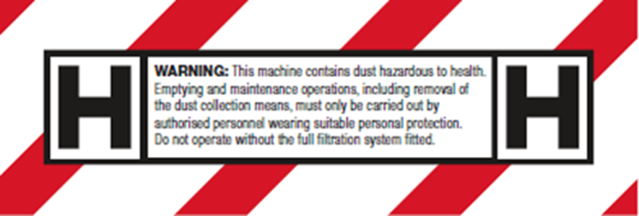 H
WARNING: This machine contains dust hazardous to health.
Emptying and maintenance operations, including removal of
the dust collection means, must only be carried out by
authorised personnel wearing suitable personal protection.
Do not operate without the full filtration system fitted.
H